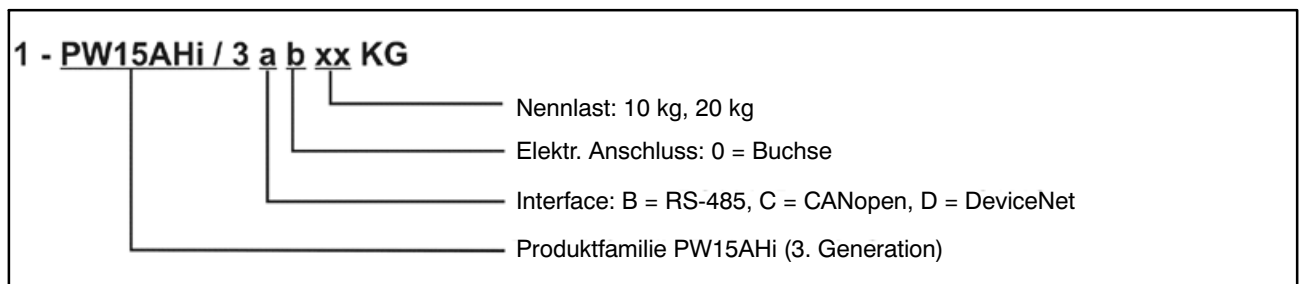 1 - PW15AHi / 3 a b xx KG
Nennlast: 10 kg, 20 kg
Elektr. Anschluss: 0 = Buchse
Interface: B = RS-485, C = CANopen, D = DeviceNet
Produktfamilie PW15AHi (3. Generation)